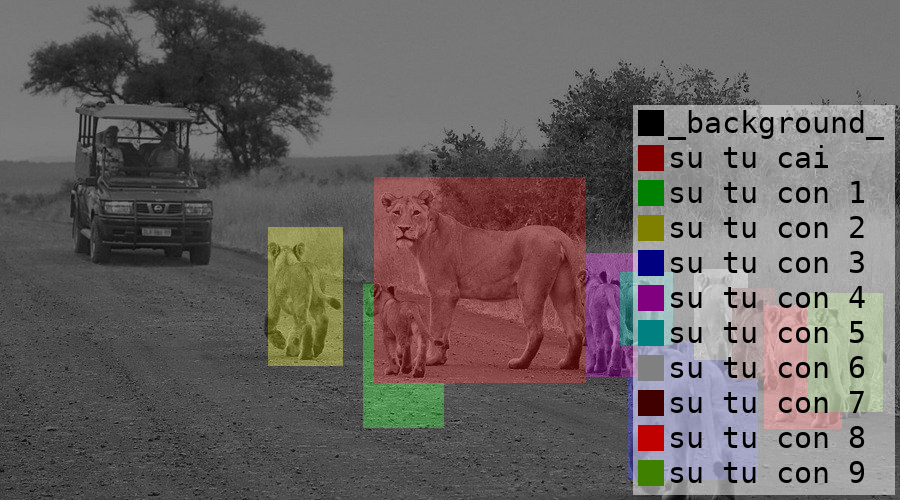 _background_
su tu cai
su tu con 1
su tu con 2
su tu con 3
su tu con 4
su tu con 5
su tu con 6
su tu con 7
su tu con 8
su tu con 9